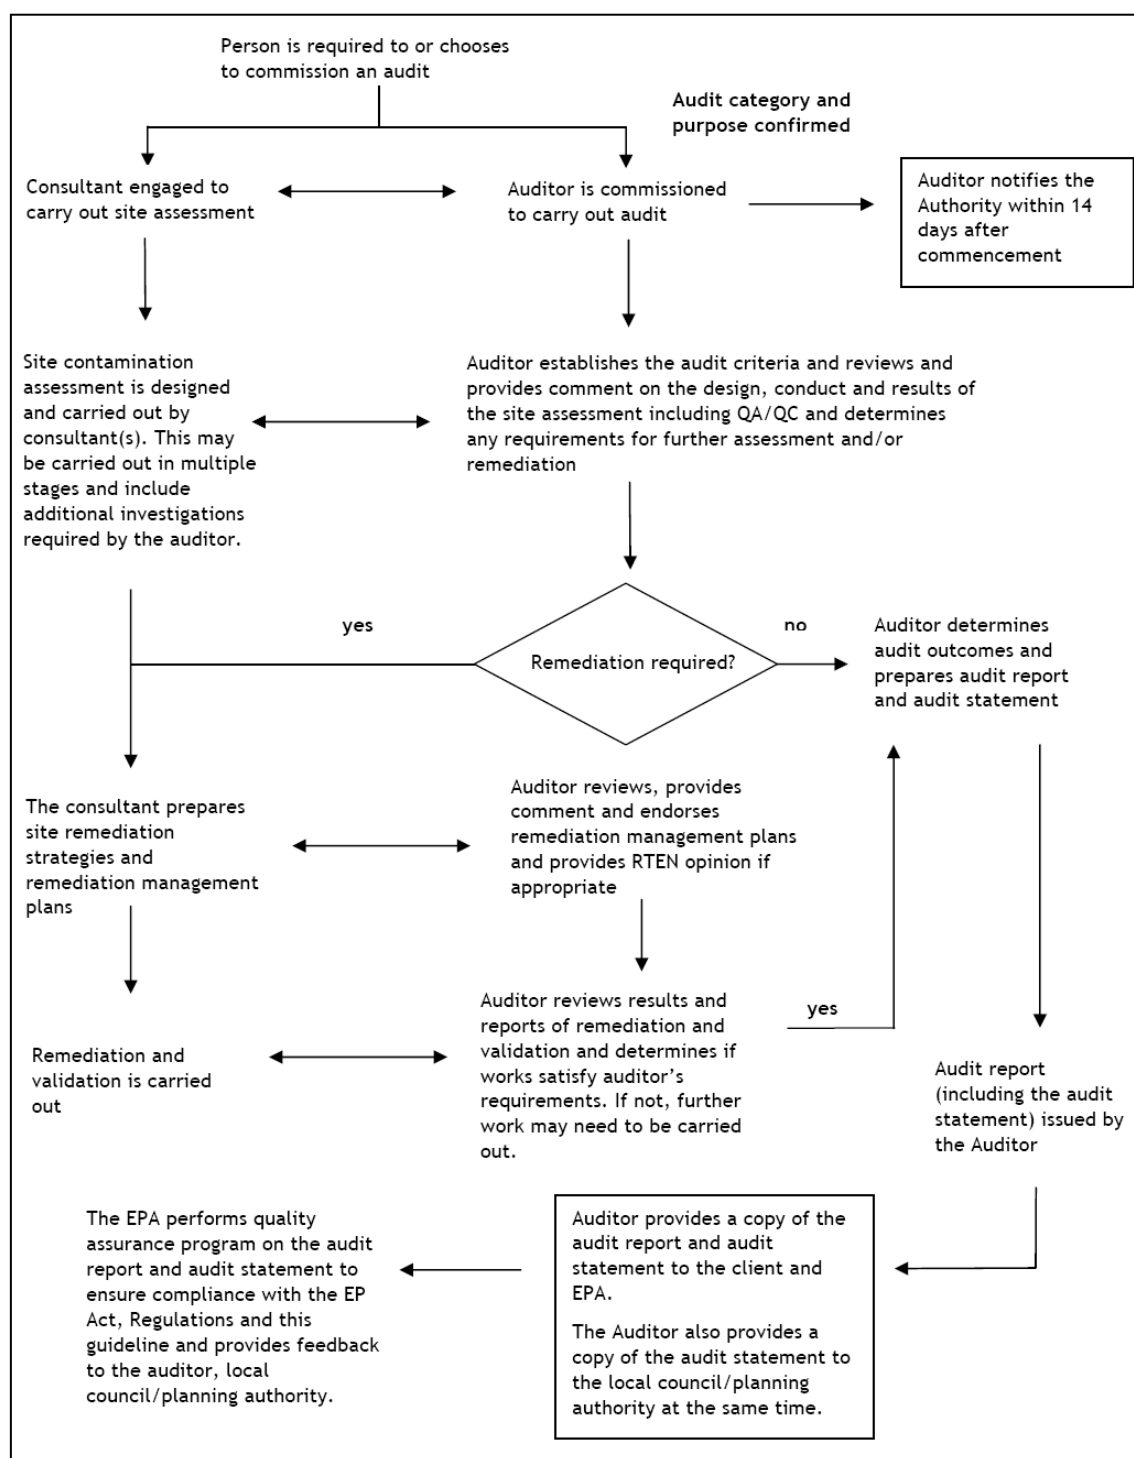 Person is required to or chooses
to commission an audit
Audit category and
purpose confirmed
Consultant engaged to
carry out site assessment
Auditor is commissioned
to carry out audit
Auditor notifies the
Authority within 14
days after
commencement
Site contamination
assessment is designed
and carried out by
consultant(s). This may
be carried out in multiple
stages and include
additional investigations
required by the auditor.
Auditor establishes the audit criteria and reviews and
provides comment on the design, conduct and results of
the site assessment including QA/QC and determines
any requirements for further assessment and/or
remediation
yes
Remediation required?
no
Auditor determines
audit outcomes and
prepares audit report
and audit statement
The consultant prepares
site remediation
strategies and
remediation management
plans
Auditor reviews, provides
comment and endorses
remediation management plans
and provides RTEN opinion if
appropriate
Remediation and
validation is carried
out
Auditor reviews results and
reports of remediation and
validation and determines if
works satisfy auditor’s
requirements. If not, further
work may need to be carried
out.
yes
Audit report
(including the audit
statement) issued by
the Auditor
The EPA performs quality
assurance program on the audit
report and audit statement to
ensure compliance with the EP
Act, Regulations and this
guideline and provides feedback
to the auditor, local
council/planning authority.
Auditor provides a copy of the
audit report and audit
statement to the client and
EPA.
The Auditor also provides a
copy of the audit statement to
the local council/planning
authority at the same time.